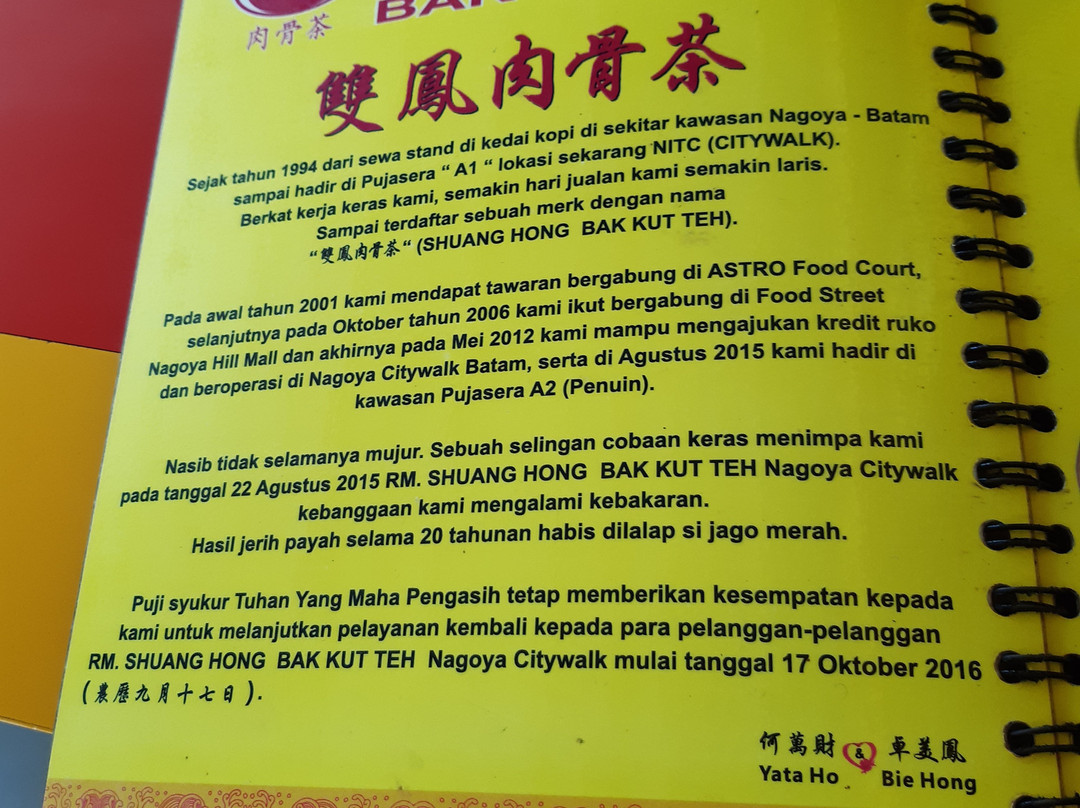 肉骨茶
雙鳳肉骨茶
Sejak tahun 1994 dari sewa stand di kedai kopi di sekitar kawasan Nagoya - Batam
sampai hadir di Pujasera “ A1 “ lokasi sekarang NITC (CITYWALK).
Berkat kerja keras kami, semakin hari jualan kami semakin laris.
Sampai terdaftar sebuah merk dengan nama
“雙鳳肉骨茶“ (SHUANG HONG BAK KUT TEH).
Pada awal tahun 2001 kami mendapat tawaran bergabung di ASTRO Food Court,
selanjutnya pada Oktober tahun 2006 kami ikut bergabung di Food Street
Nagoya Hill Mall dan akhirnya pada Mei 2012 kami mampu mengajukan kredit ruko
dan beroperasi di Nagoya Citywalk Batam, serta di Agustus 2015 kami hadir di
kawasan Pujasera A2 (Penuin).
Nasib tidak selamanya mujur. Sebuah selingan cobaan keras menimpa kami
pada tanggal 22 Agustus 2015 RM. SHUANG HONG BAK KUT TEH Nagoya Citywalk
kebanggaan kami mengalami kebakaran.
Hasil jerih payah selama 20 tahunan habis dilalap si jago merah.
Puji syukur Tuhan Yang Maha Pengasih tetap memberikan kesempatan kepada
kami untuk melanjutkan pelayanan kembali kepada para pelanggan-pelanggan
RM. SHUANG HONG BAK KUT TEH Nagoya Citywalk mulai tanggal 17 Oktober 2016
(農歷九月十七日).
何萬財 & 卓美鳳
Yata Ho Bie Hong